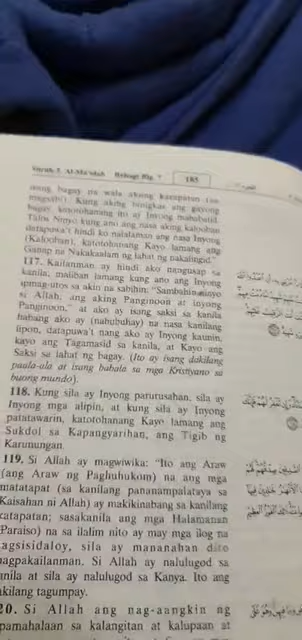 Surah 5. Al-Ma'idah Bahagi Blg. 7 185
anong bagay na wala akong karapatan (na
magsabi). Kung aking binigkas ang gayong
bagay, katotohanang ito ay Inyong mababatid.
Talos Ninyo kung ano ang nasa aking kalooban
datapuwa't hindi ko nalalaman ang nasa Inyong
(Kalooban), katotohanang Kayo lamang ang
Ganap na Nakakaalam ng lahat ng nakalingid."
117. Kailanman ay hindi ako nangusap sa
kanila, maliban lamang kung ano ang Inyong
ipinag-utos sa akin na sabihin: "Sambahin ninyo
si Allah, ang aking Panginoon at inyong
Panginoon," at ako ay isang saksi sa kanila
habang ako ay (nabubuhay) na nasa kanilang
lipon, datapuwa't nang ako ay Inyong kaunin,
Kayo ang Tagamasid sa kanila, at Kayo ang
Saksi sa lahat ng bagay. (Ito ay isang dakilang
paala-ala at isang babala sa mga Kristiyano sa
buong mundo).
118. Kung sila ay Inyong parurusahan, sila ay
Inyong mga alipin, at kung sila ay Inyong
patatawarin, katotohanang Kayo lamang ang
Sukdol sa Kapangyarihan, ang Tigib ng
Karunungan.
119. Si Allah ay magwiwika: "Ito ang Araw
(ang Araw ng Paghuhukom) na ang mga
matatapat (sa kanilang pananampalataya sa
Kaisahan ni Allah) ay makikinabang sa kanilang
katapatan; sasakanila ang mga Halamanan
(Paraiso) na sa ilalim nito ay may mga ilog na
agsisidaloy, sila ay mananahan dito
agpakailanman. Si Allah ay nalulugod sa
anila at sila ay nalulugod sa Kanya. Ito ang
akilang tagumpay.
20. Si Allah ang nag-aangkin ng
pamahalaan sa kalangitan at kalupaan at